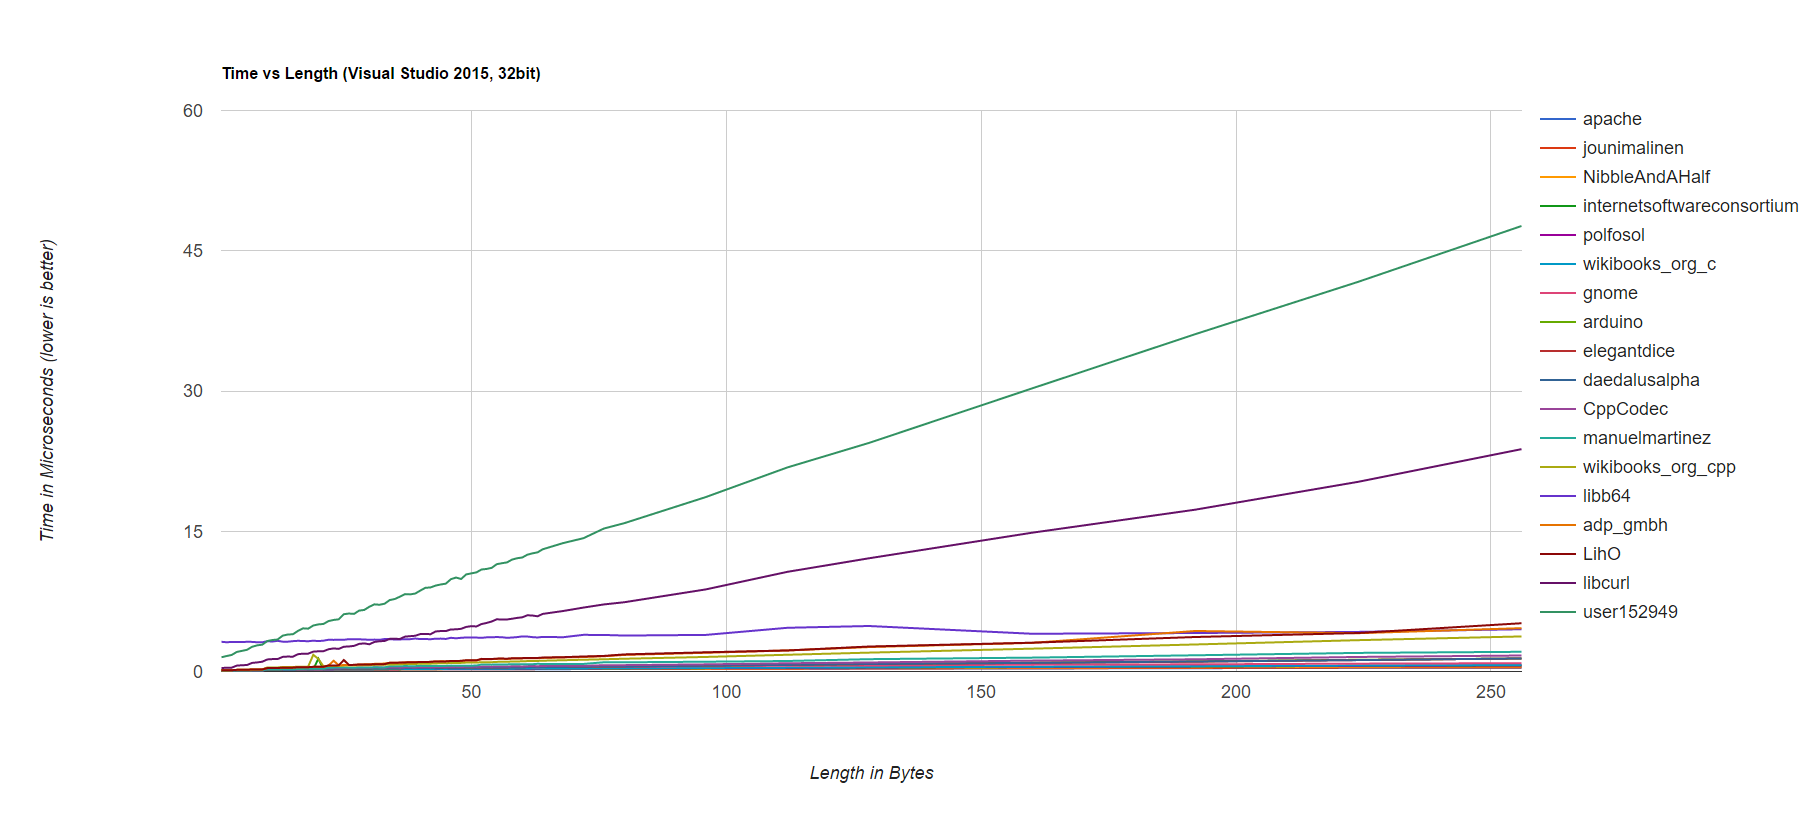 Time vs Length (Visual Studio 2015, 32bit)
Time in Microseconds (lower is better)
60
45
30
15
0
50
100
150
200
250
Length in Bytes
apache
jounimalinen
NibbleAndAHalf
internetsoftwareconsortium
polfosol
wikibooks_org_c
gnome
arduino
elegantdice
daedalusalpha
CppCodec
manuelmartinez
wikibooks_org_cpp
libb64
adp_gmbh
LihO
libcurl
user152949